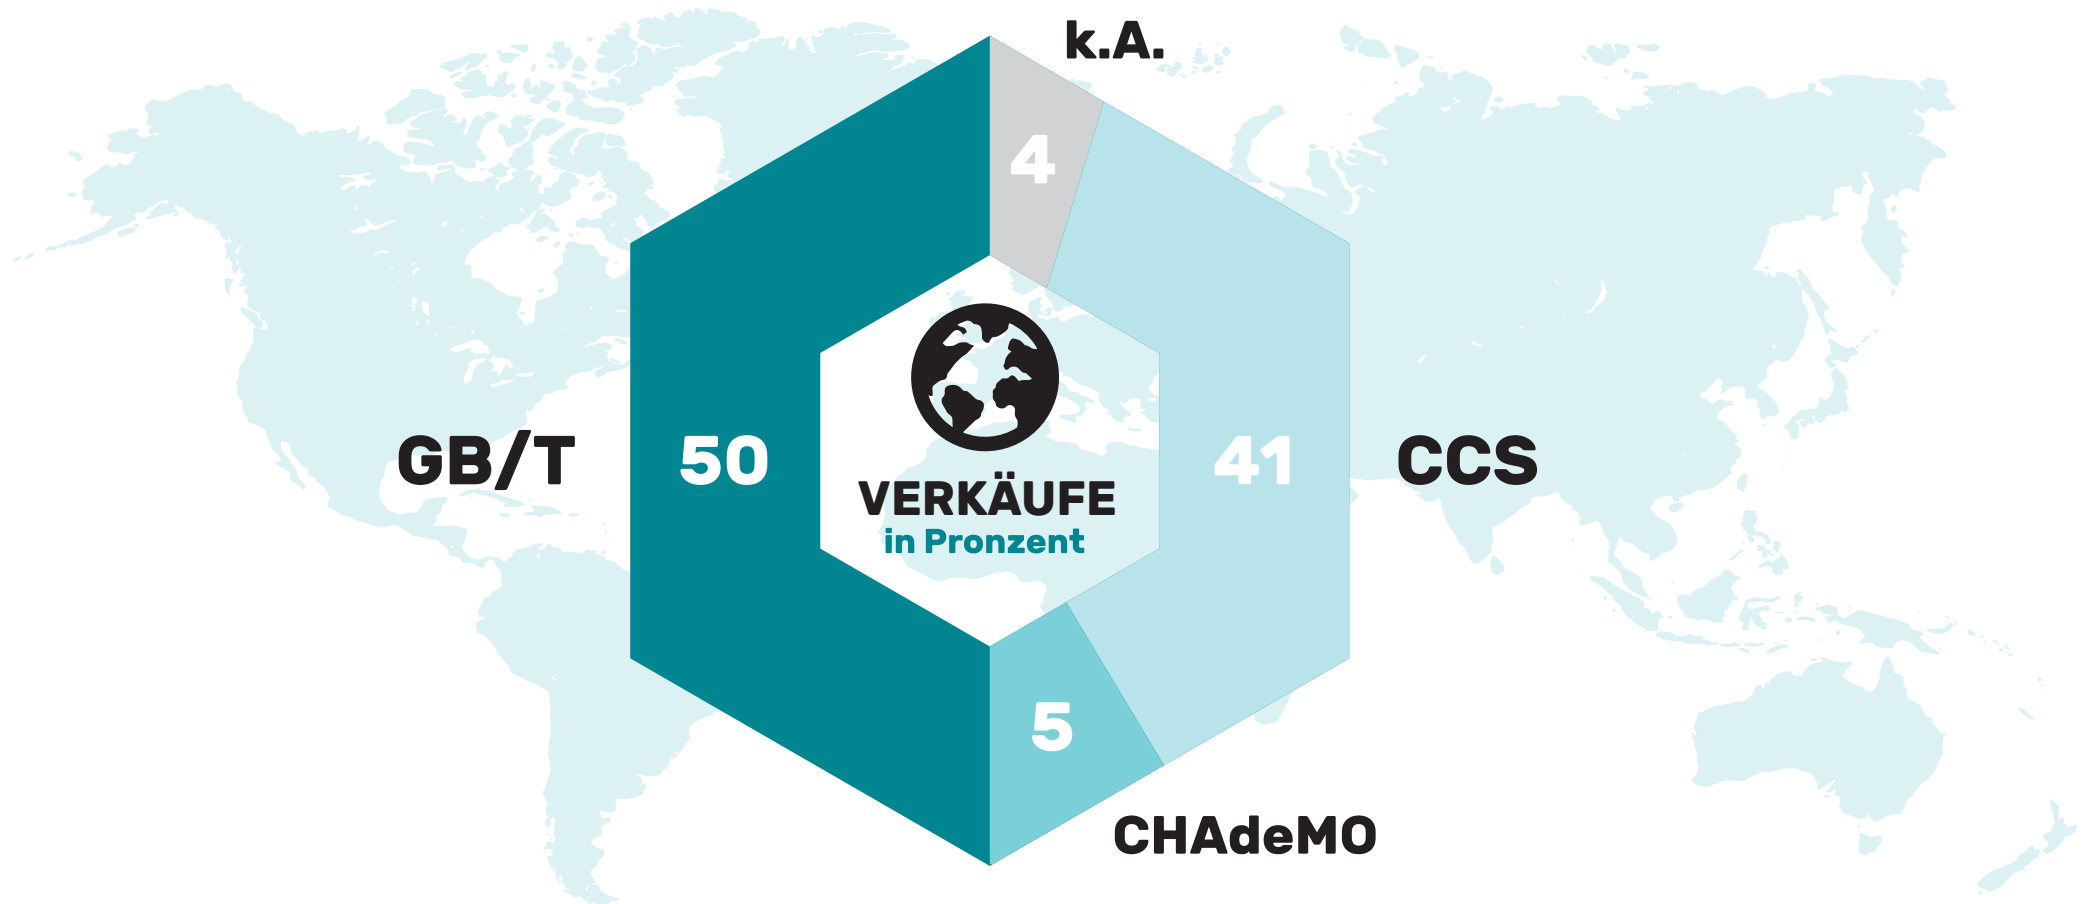 k.A.
4
GB/T
50
41
CCS
VERKÄUFE
in Pronzent
5
CHAdeMO